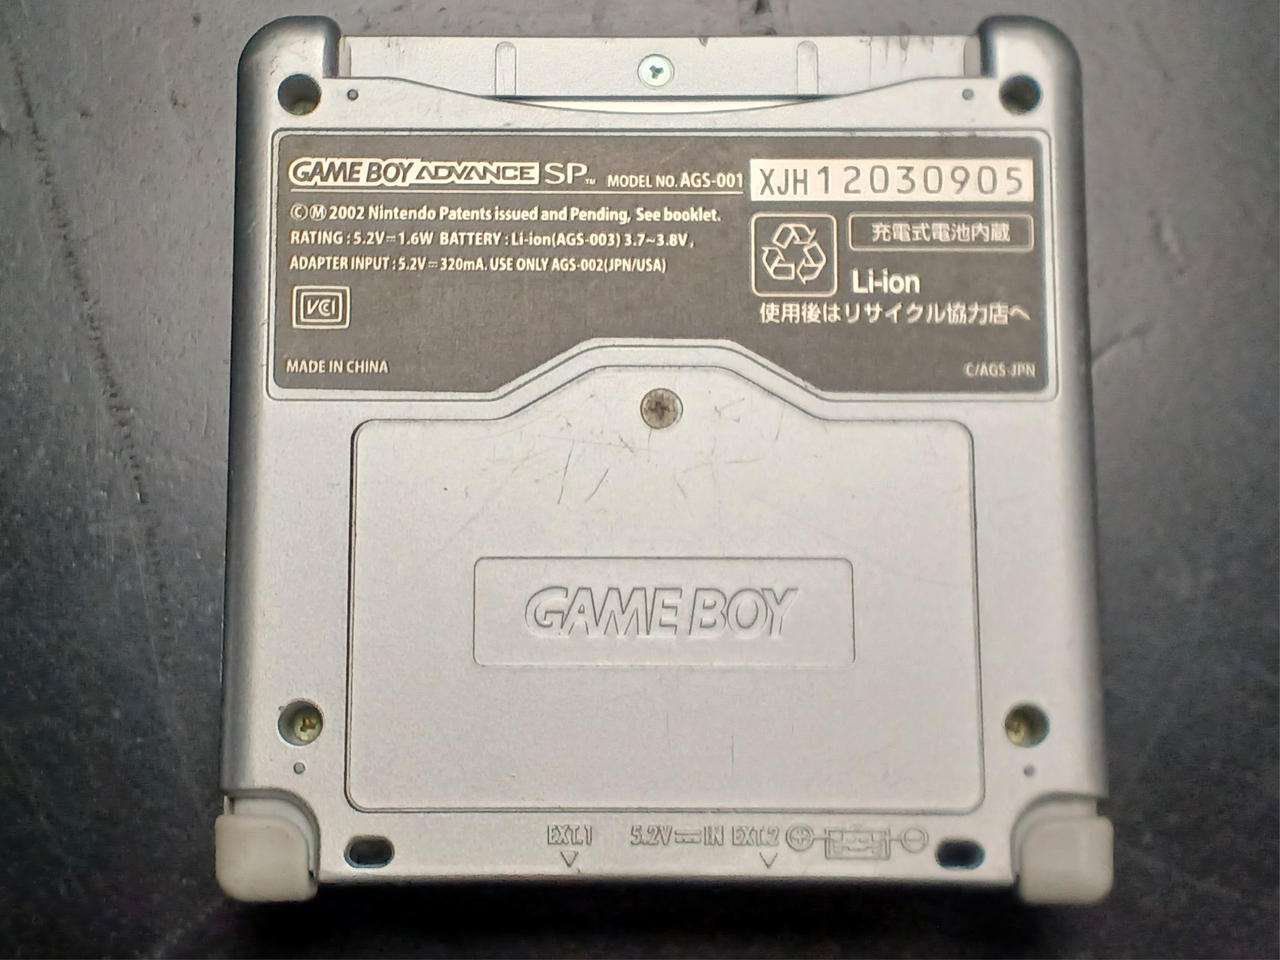 GAME BOY ADVANCE SP™ MODEL NO. AGS-001 XJH12030905
ⒸⓂ 2002 Nintendo Patents issued and Pending, See booklet.
RATING : 5.2V⎓1.6W BATTERY : Li-ion(AGS-003) 3.7~3.8V,
ADAPTER INPUT : 5.2V⎓320mA. USE ONLY AGS-002(JPN/USA)
VCI
MADE IN CHINA
充電式電池内蔵
Li-ion
使用後はリサイクル協力店へ
C/AGS-JPN
GAME BOY
EXT.1 5.2V⎓IN EXT.2